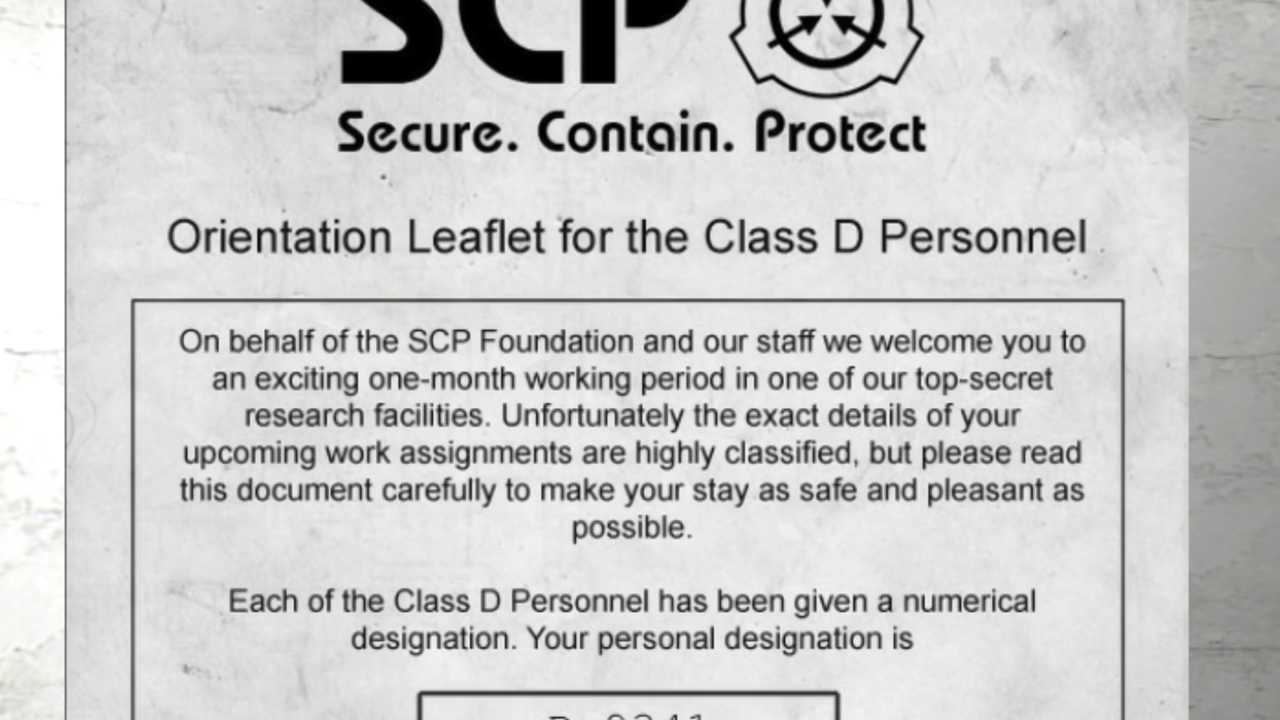 SCP
Secure. Contain. Protect
Orientation Leaflet for the Class D Personnel
On behalf of the SCP Foundation and our staff we welcome you to
an exciting one-month working period in one of our top-secret
research facilities. Unfortunately the exact details of your
upcoming work assignments are highly classified, but please read
this document carefully to make your stay as safe and pleasant as
possible.
Each of the Class D Personnel has been given a numerical
designation. Your personal designation is